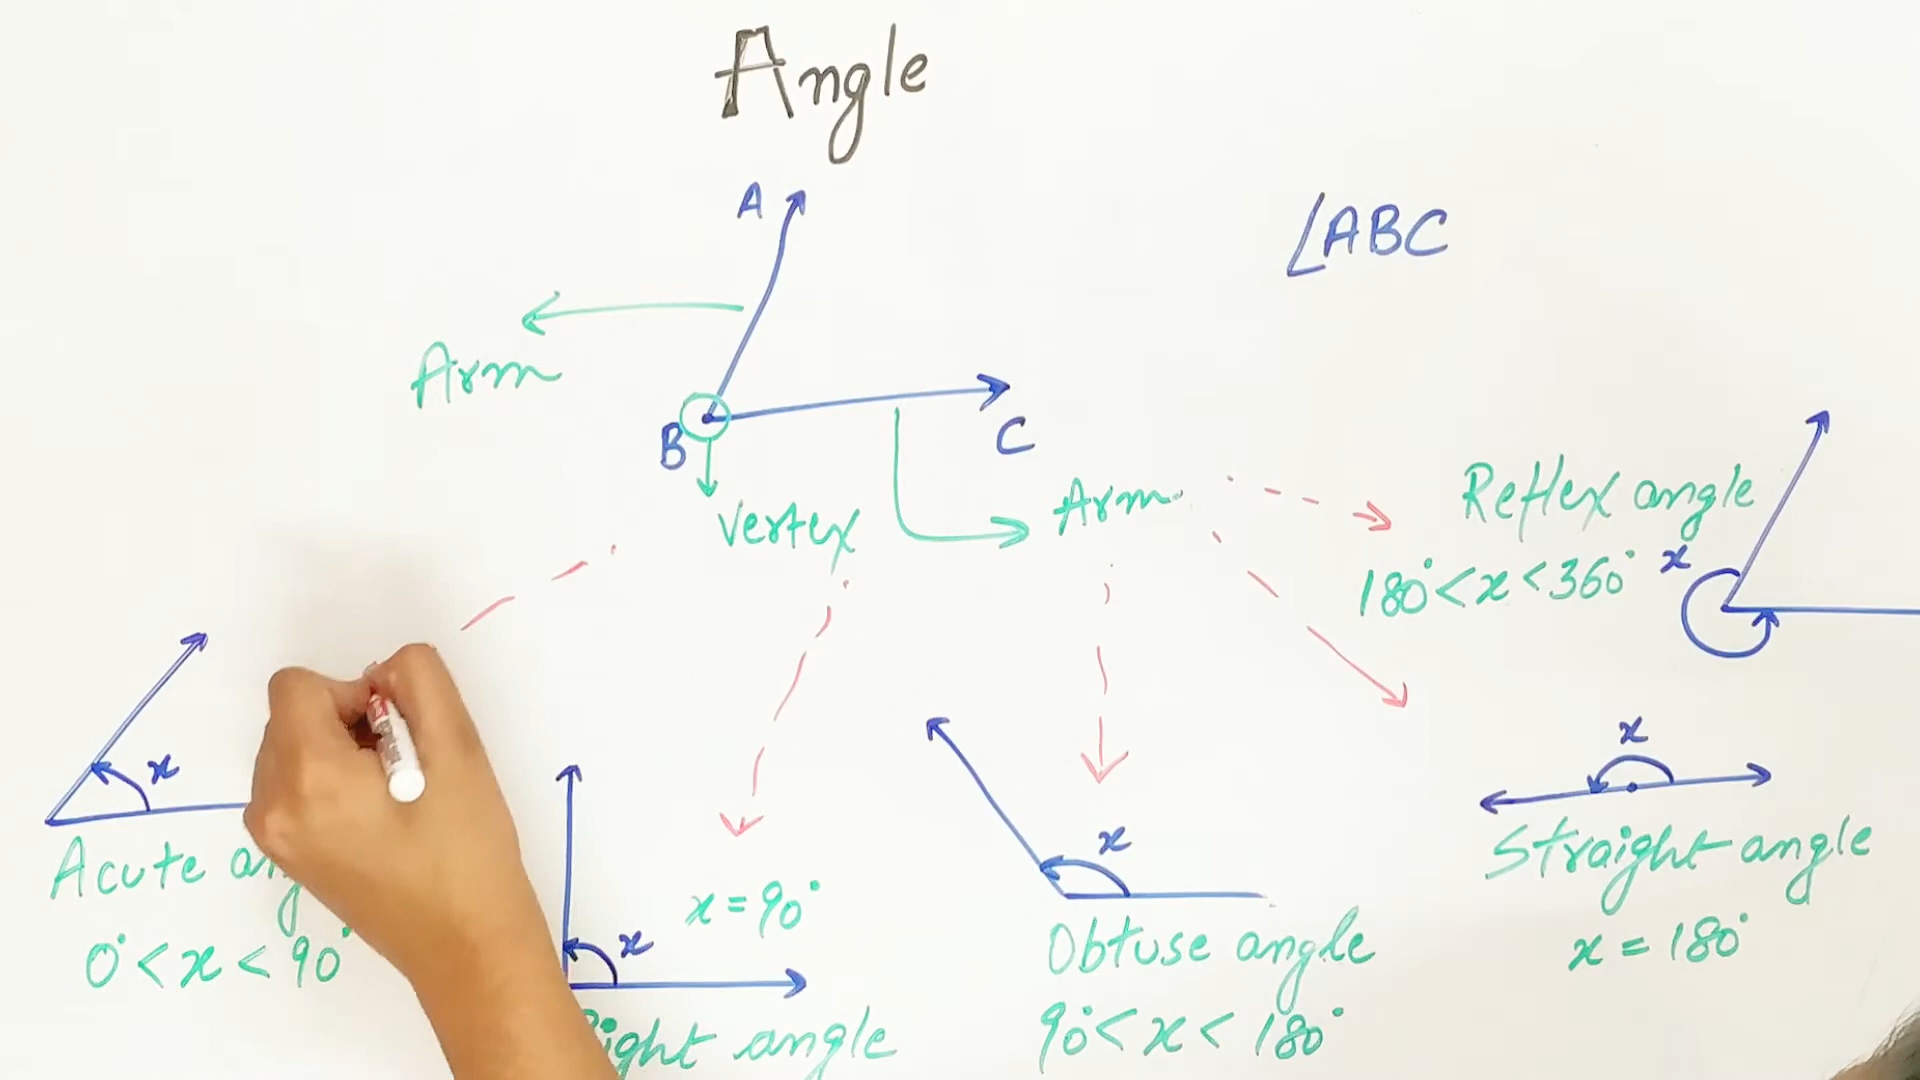 Angle
A
∠ABC
Arm
B
C
Vertex
Arm
Reflex angle
x
180° < x < 360°
x
x
x
Acute
Straight angle
x = 90°
x
Obtuse angle
x = 180°
0° < x < 90°
Right angle
90° < x < 180°